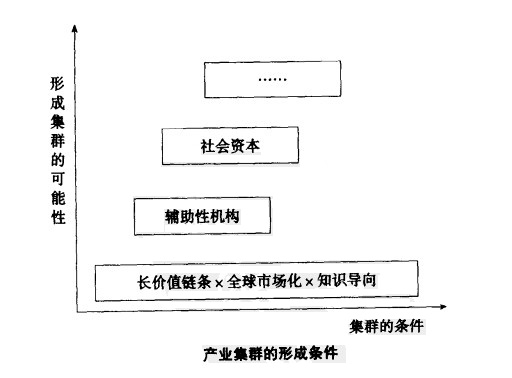 形成集群的可能性
……
社会资本
辅助性机构
长价值链条×全球市场化×知识导向
集群的条件
产业集群的形成条件